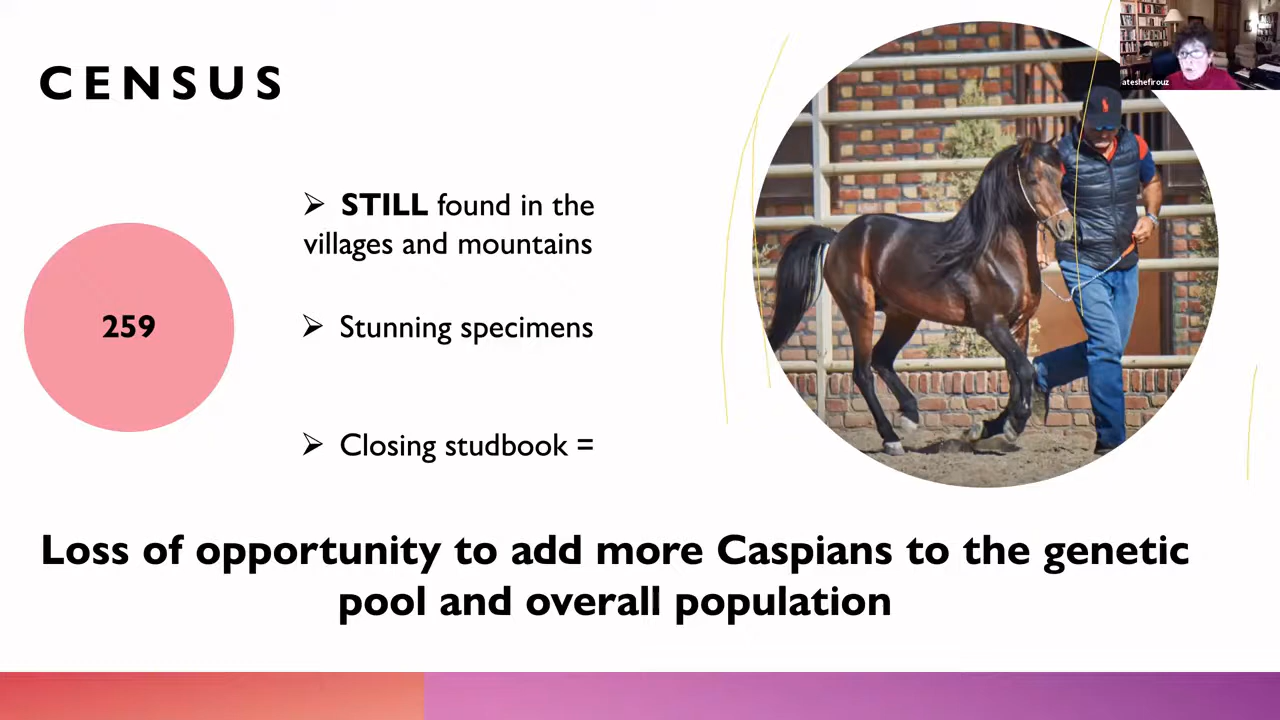 CENSUS
ateshefirouz
➢ STILL found in the
villages and mountains
259
➢ Stunning specimens
➢ Closing studbook =
Loss of opportunity to add more Caspians to the genetic
pool and overall population